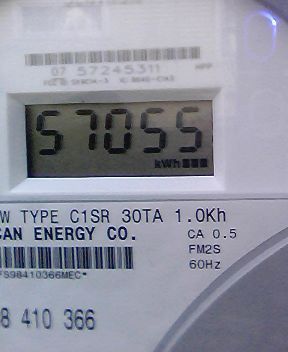 07 57245311
57055
kWh
W TYPE C1SR 30TA 1.0Kh
CAN ENERGY CO.
CA 0.5
FM2S
60Hz
FS98410366MEC*
8 410 366